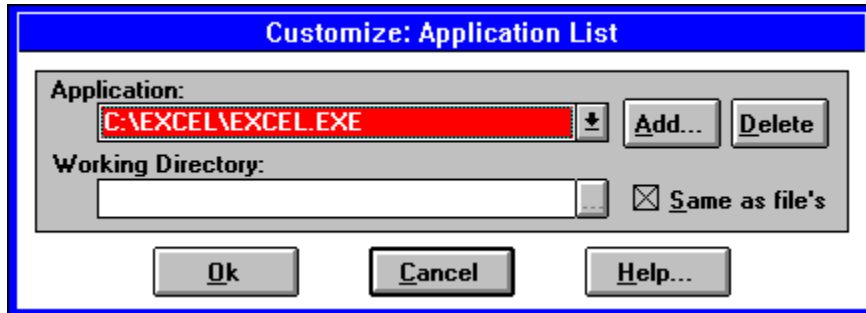 Customize: Application List
Application:
C:\EXCEL\EXCEL.EXE
Add...
Delete
Working Directory:
...
Same as file's
Ok
Cancel
Help...